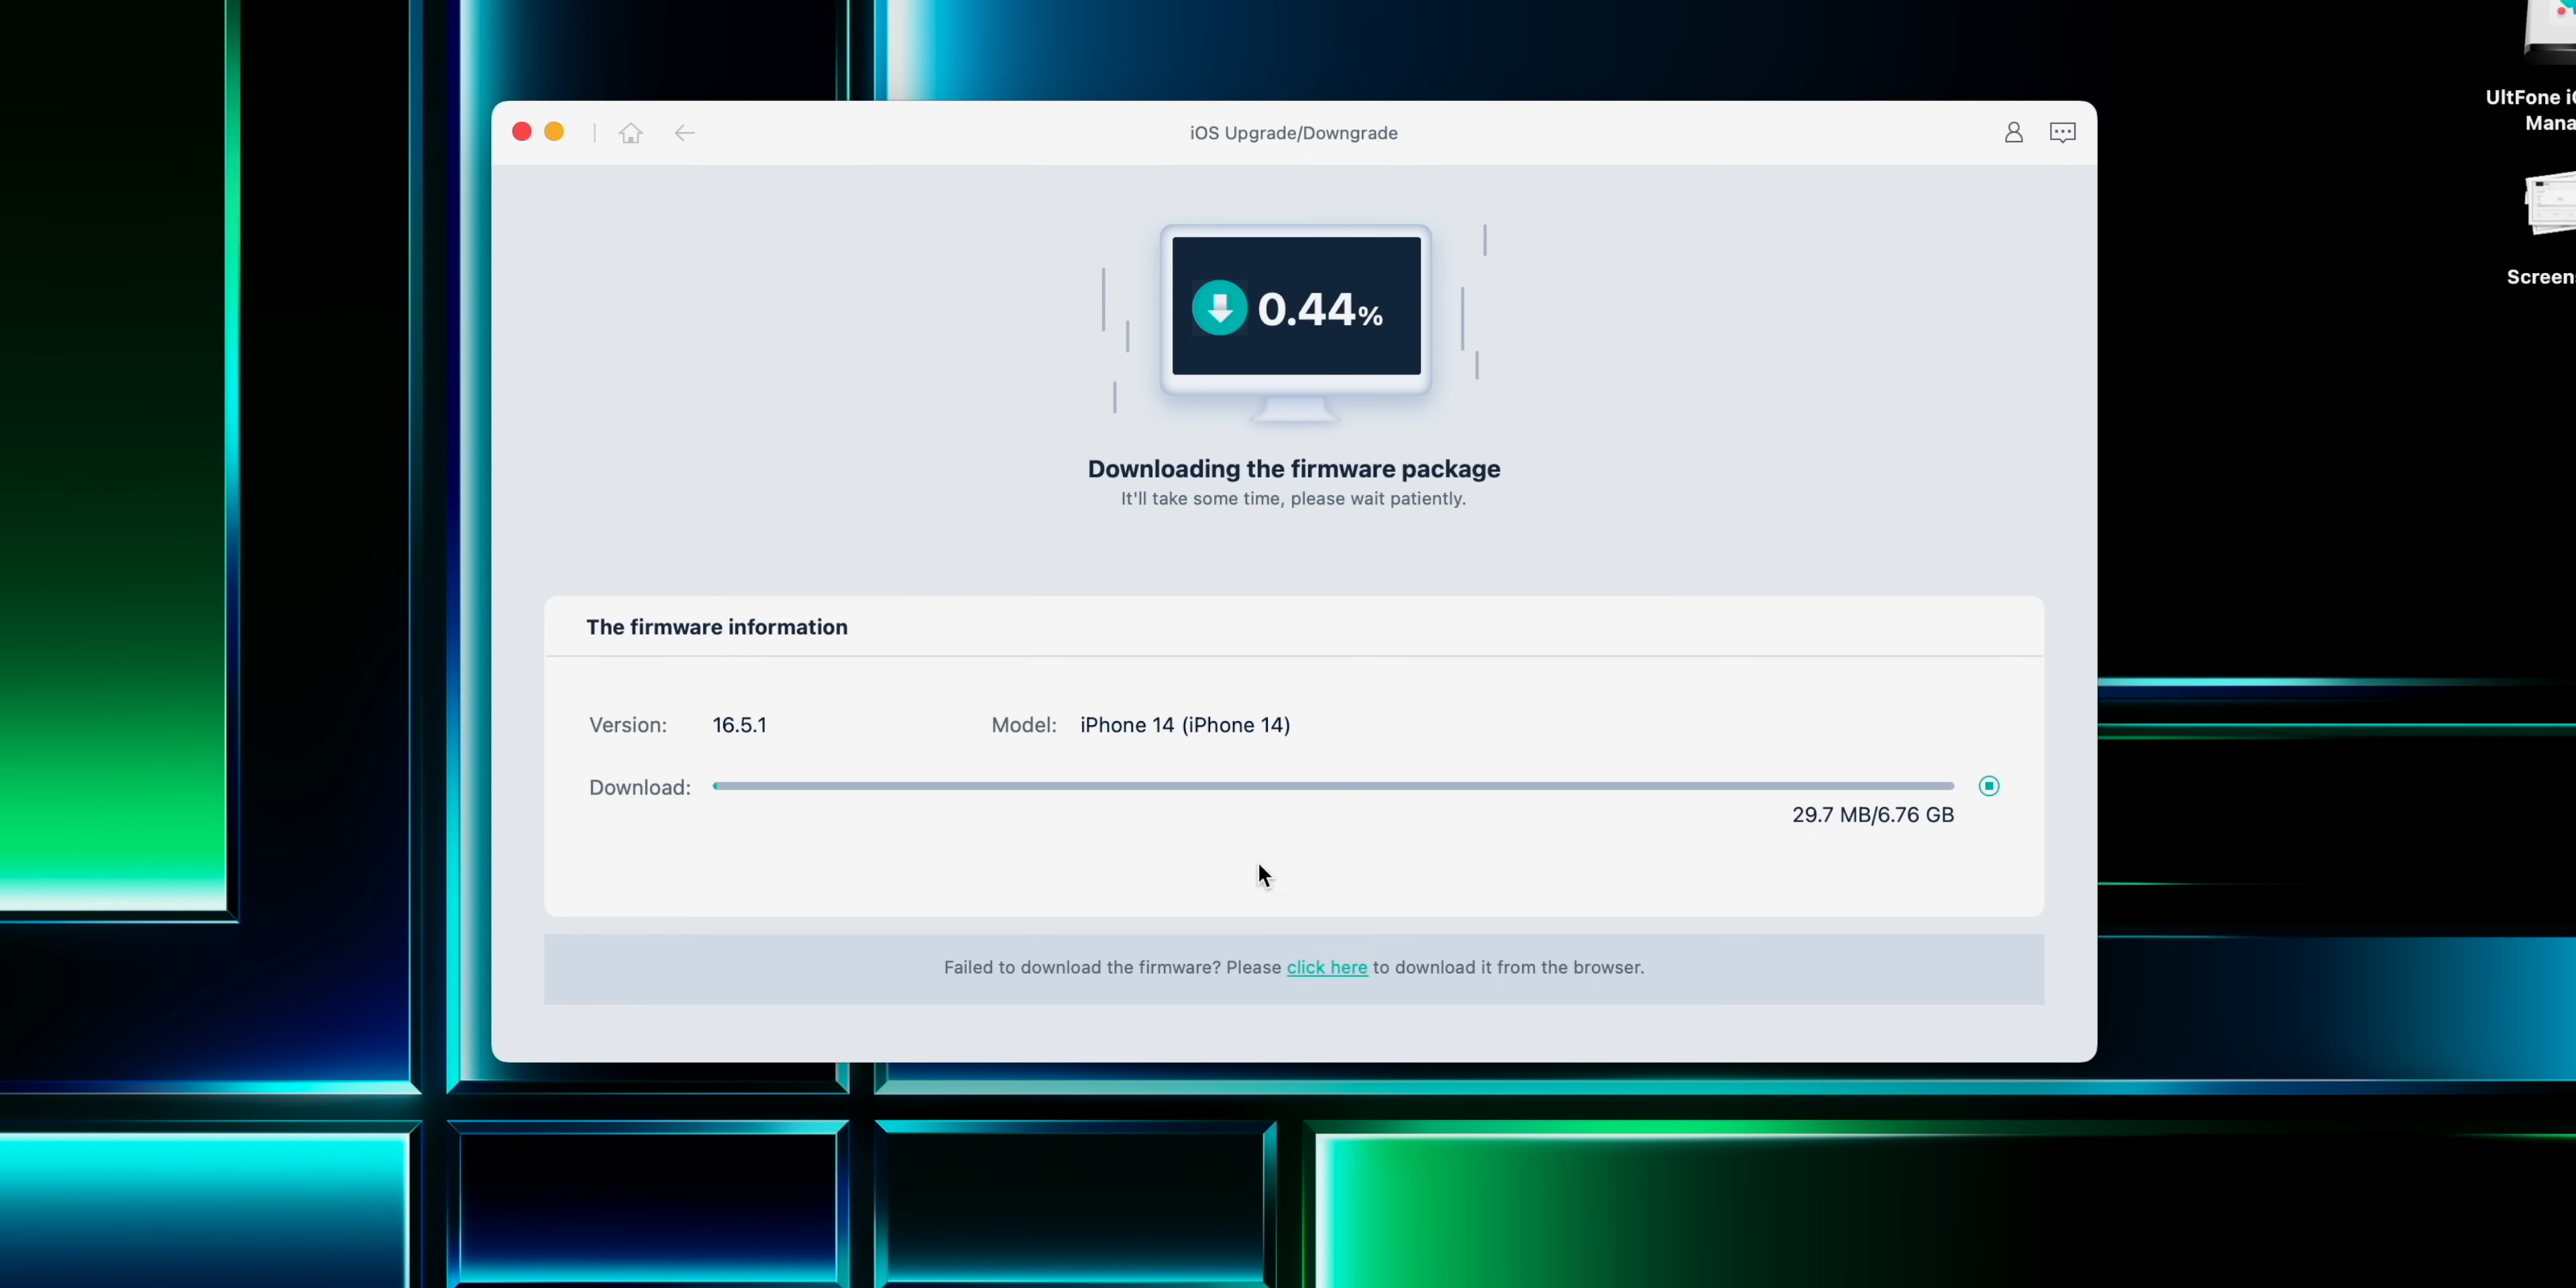 iOS Upgrade/Downgrade
UltFone
Mana
Screen
0.44%
Downloading the firmware package
It'll take some time, please wait patiently.
The firmware information
Version: 16.5.1 Model: iPhone 14 (iPhone 14)
Download:
29.7 MB/6.76 GB
Failed to download the firmware? Please click here to download it from the browser.